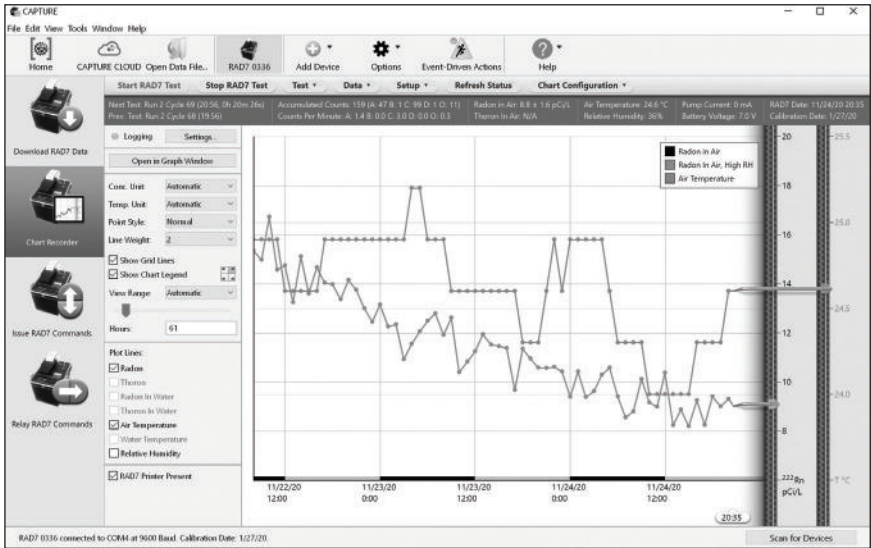 CAPTURE
File Edit View Tools Window Help
Home CAPTURE CLOUD Open Data File... RAD7 0336 Add Device Options Event-Driven Actions Help
Start RAD7 Test Stop RAD7 Test Test Data Setup Refresh Status Chart Configuration
Next Test: Run 2 Cycle 69 (20:56, 0h 20m 26s) Accumulated Counts: 159 (A: 47 B: 1 C: 99 D: 1 O: 11) Radon in Air: 8.8 ± 1.6 pCi/L Air Temperature: 24.6 °C Pump Current: 0 mA RAD7 Date: 11/24/20 20:35
Prev. Test: Run 2 Cycle 68 (19:56) Counts Per Minute: A: 1.4 B: 0.0 C: 3.0 D: 0.0 O: 0.3 Thoron In Air: N/A Relative Humidity: 36% Battery Voltage: 7.0 V Calibration Date: 1/27/20
Download RAD7 Data
Chart Recorder
Issue RAD7 Commands
Relay RAD7 Commands
Logging Settings...
Open in Graph Window
Conc. Unit: Automatic
Temp. Unit: Automatic
Point Style: Normal
Line Weight: 2
Show Grid Lines
Show Chart Legend
View Range: Automatic
Hours: 61
Plot Lines:
Radon
Thoron
Radon In Water
Thoron In Water
Air Temperature
Water Temperature
Relative Humidity
RAD7 Printer Present
Radon in Air
Radon In Air, High RH
Air Temperature
20 25.5
18
25.0
16
14
24.5
12
10
24.0
8
222Rn T °C
pCi/L
11/22/20 11/23/20 11/23/20 11/24/20 11/24/20
12:00 0:00 12:00 0:00 12:00
20:35
RAD7 0336 connected to COM4 at 9600 Baud. Calibration Date: 1/27/20. Scan for Devices